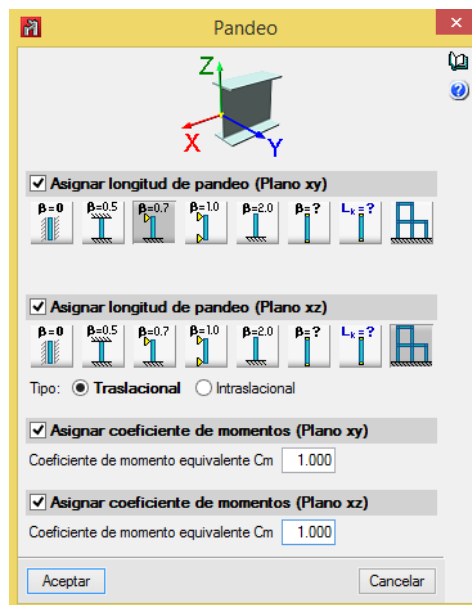 Pandeo
Z
X
Y
Asignar longitud de pandeo (Plano xy)
β=0 β=0.5 β=0.7 β=1.0 β=2.0 β=? Lk=?
Asignar longitud de pandeo (Plano xz)
β=0 β=0.5 β=0.7 β=1.0 β=2.0 β=? Lk=?
Tipo: Traslacional Intraslacional
Asignar coeficiente de momentos (Plano xy)
Coeficiente de momento equivalente Cm 1.000
Asignar coeficiente de momentos (Plano xz)
Coeficiente de momento equivalente Cm 1.000
Aceptar Cancelar